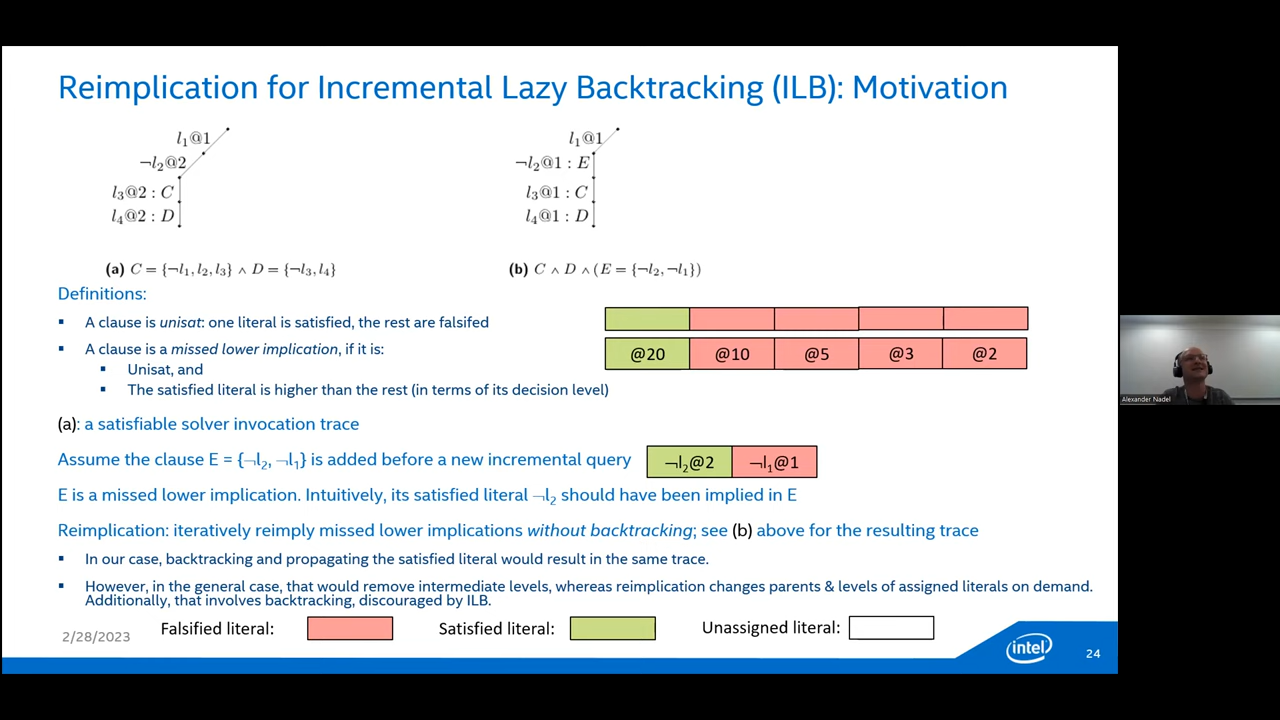 Reimplication for Incremental Lazy Backtracking (ILB): Motivation
l₁@1
¬l₂@2
l₃@2 : C
l₄@2 : D
(a) C = {¬l₁, l₂, l₃} ∧ D = {¬l₃, l₄}
l₁@1
¬l₂@1 : E
l₃@1 : C
l₄@1 : D
(b) C ∧ D ∧ (E = {¬l₂, ¬l₁})
Definitions:
▪ A clause is unisat: one literal is satisfied, the rest are falsifed
▪ A clause is a missed lower implication, if it is:
▪ Unisat, and
▪ The satisfied literal is higher than the rest (in terms of its decision level)
@20 @10 @5 @3 @2
(a): a satisfiable solver invocation trace
Assume the clause E = {¬l₂, ¬l₁} is added before a new incremental query
¬l₂@2 ¬l₁@1
E is a missed lower implication. Intuitively, its satisfied literal ¬l₂ should have been implied in E
Reimplication: iteratively reimply missed lower implications without backtracking; see (b) above for the resulting trace
▪ In our case, backtracking and propagating the satisfied literal would result in the same trace.
▪ However, in the general case, that would remove intermediate levels, whereas reimplication changes parents & levels of assigned literals on demand.
Additionally, that involves backtracking, discouraged by ILB.
2/28/2023
Falsified literal:
Satisfied literal:
Unassigned literal:
intel
24
Alexander Nadel